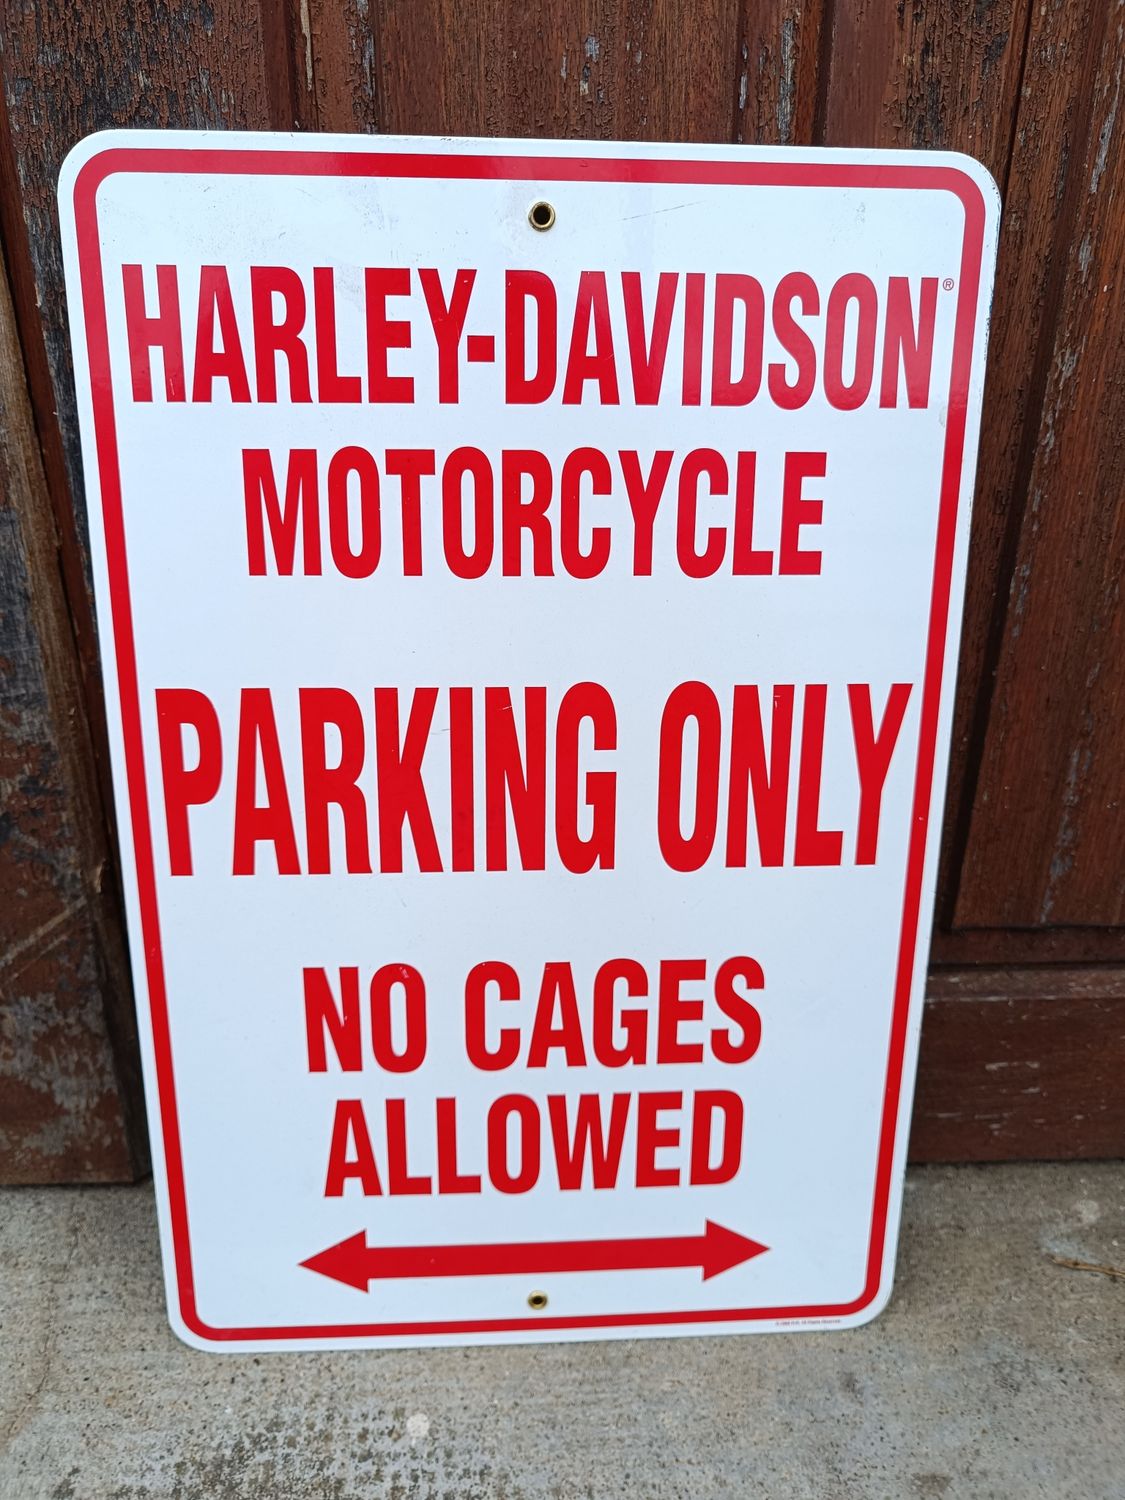 HARLEY-DAVIDSON®
MOTORCYCLE
PARKING ONLY
NO CAGES
ALLOWED